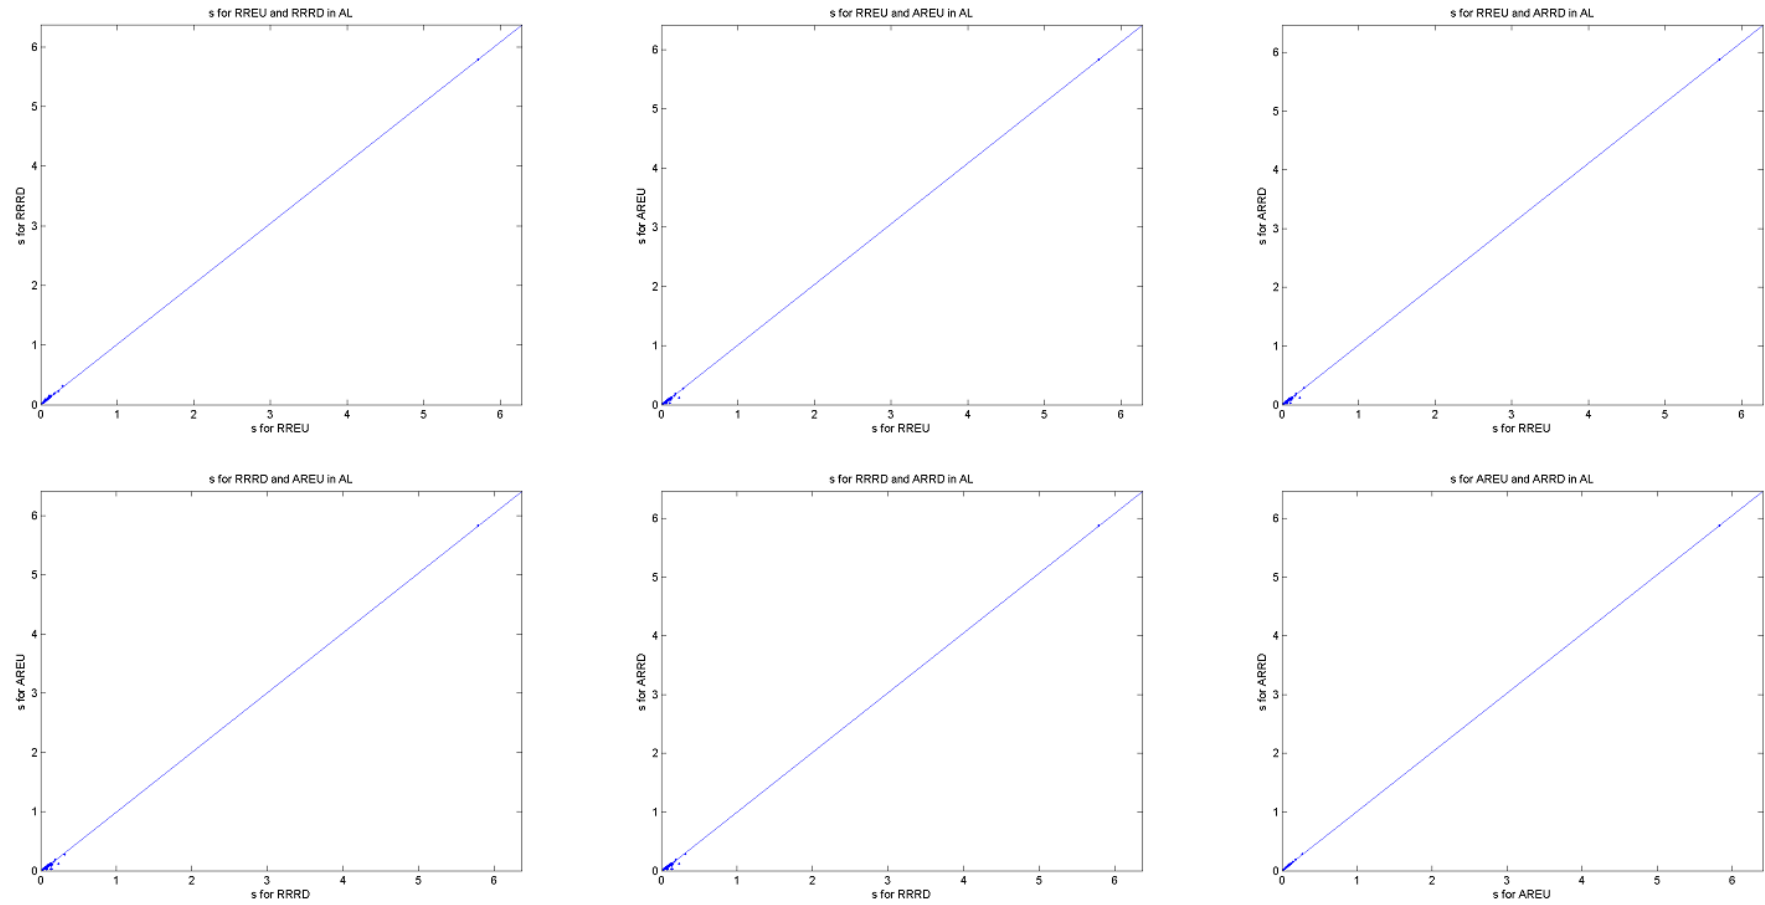 s for RREU and RRRD in AL
6
5
4
3
2
1
0
s for RRRD
0 1 2 3 4 5 6
s for RREU
s for RREU and AREU in AL
6
5
4
3
2
1
0
s for AREU
0 1 2 3 4 5 6
s for RREU
s for RREU and ARRD in AL
6
5
4
3
2
1
0
s for ARRD
0 1 2 3 4 5 6
s for RREU
s for RRRD and AREU in AL
6
5
4
3
2
1
0
s for AREU
0 1 2 3 4 5 6
s for RRRD
s for RRRD and ARRD in AL
6
5
4
3
2
1
0
s for ARRD
0 1 2 3 4 5 6
s for RRRD
s for AREU and ARRD in AL
6
5
4
3
2
1
0
s for ARRD
0 1 2 3 4 5 6
s for AREU